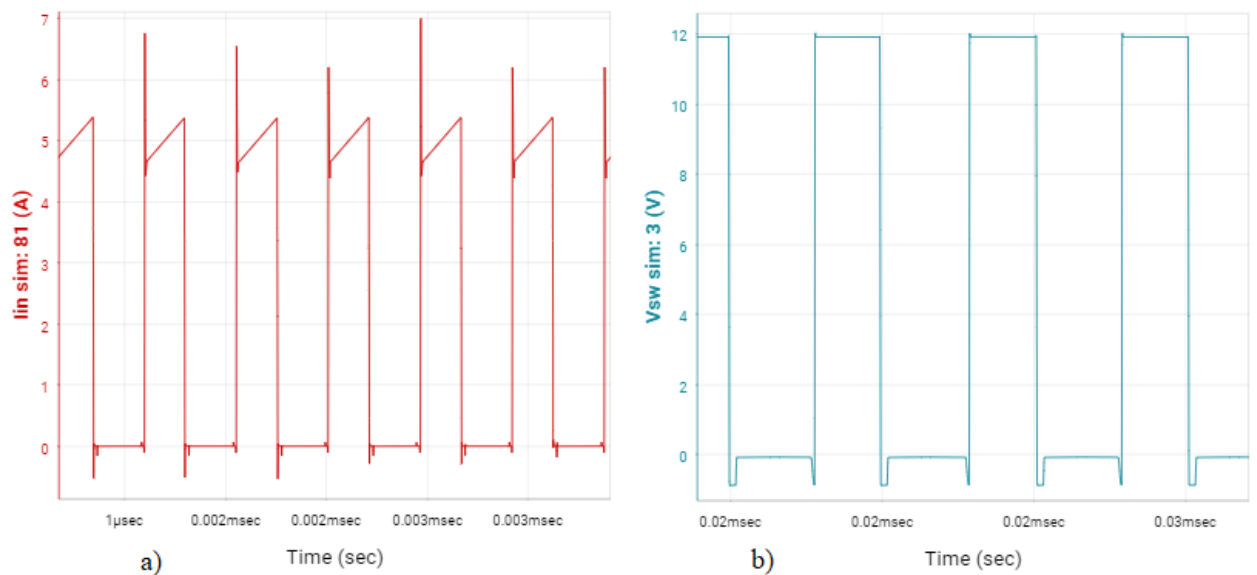 7
6
5
4
3
2
1
0
Iin sim: 81 (A)
1µsec
0.002msec
0.002msec
0.003msec
0.003msec
Time (sec)
a)
12
10
8
6
4
2
0
Vsw sim: 3 (V)
0.02msec
0.02msec
0.02msec
0.03msec
Time (sec)
b)